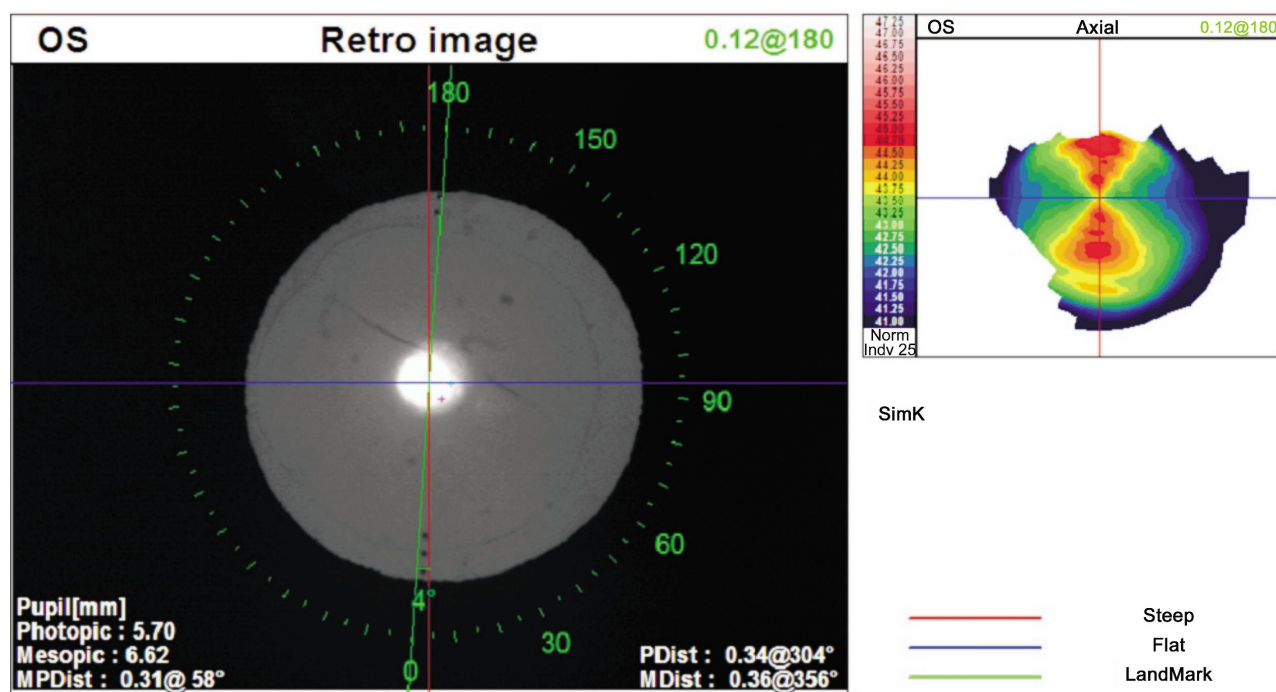 OS Retro image 0.12@180
180
150
120
90
60
30
4°
0
Pupil[mm]
Photopic : 5.70
Mesopic : 6.62
MPDist : 0.31@ 58°
PDist : 0.34@304°
MDist : 0.36@356°
OS Axial 0.12@180
47.25
47.00
46.75
46.50
46.25
46.00
45.75
45.50
45.25
45.00
44.75
44.50
44.25
44.00
43.75
43.50
43.25
43.00
42.75
42.50
42.25
42.00
41.75
41.50
41.25
41.00
Norm
Indv 25
SimK
Steep
Flat
LandMark